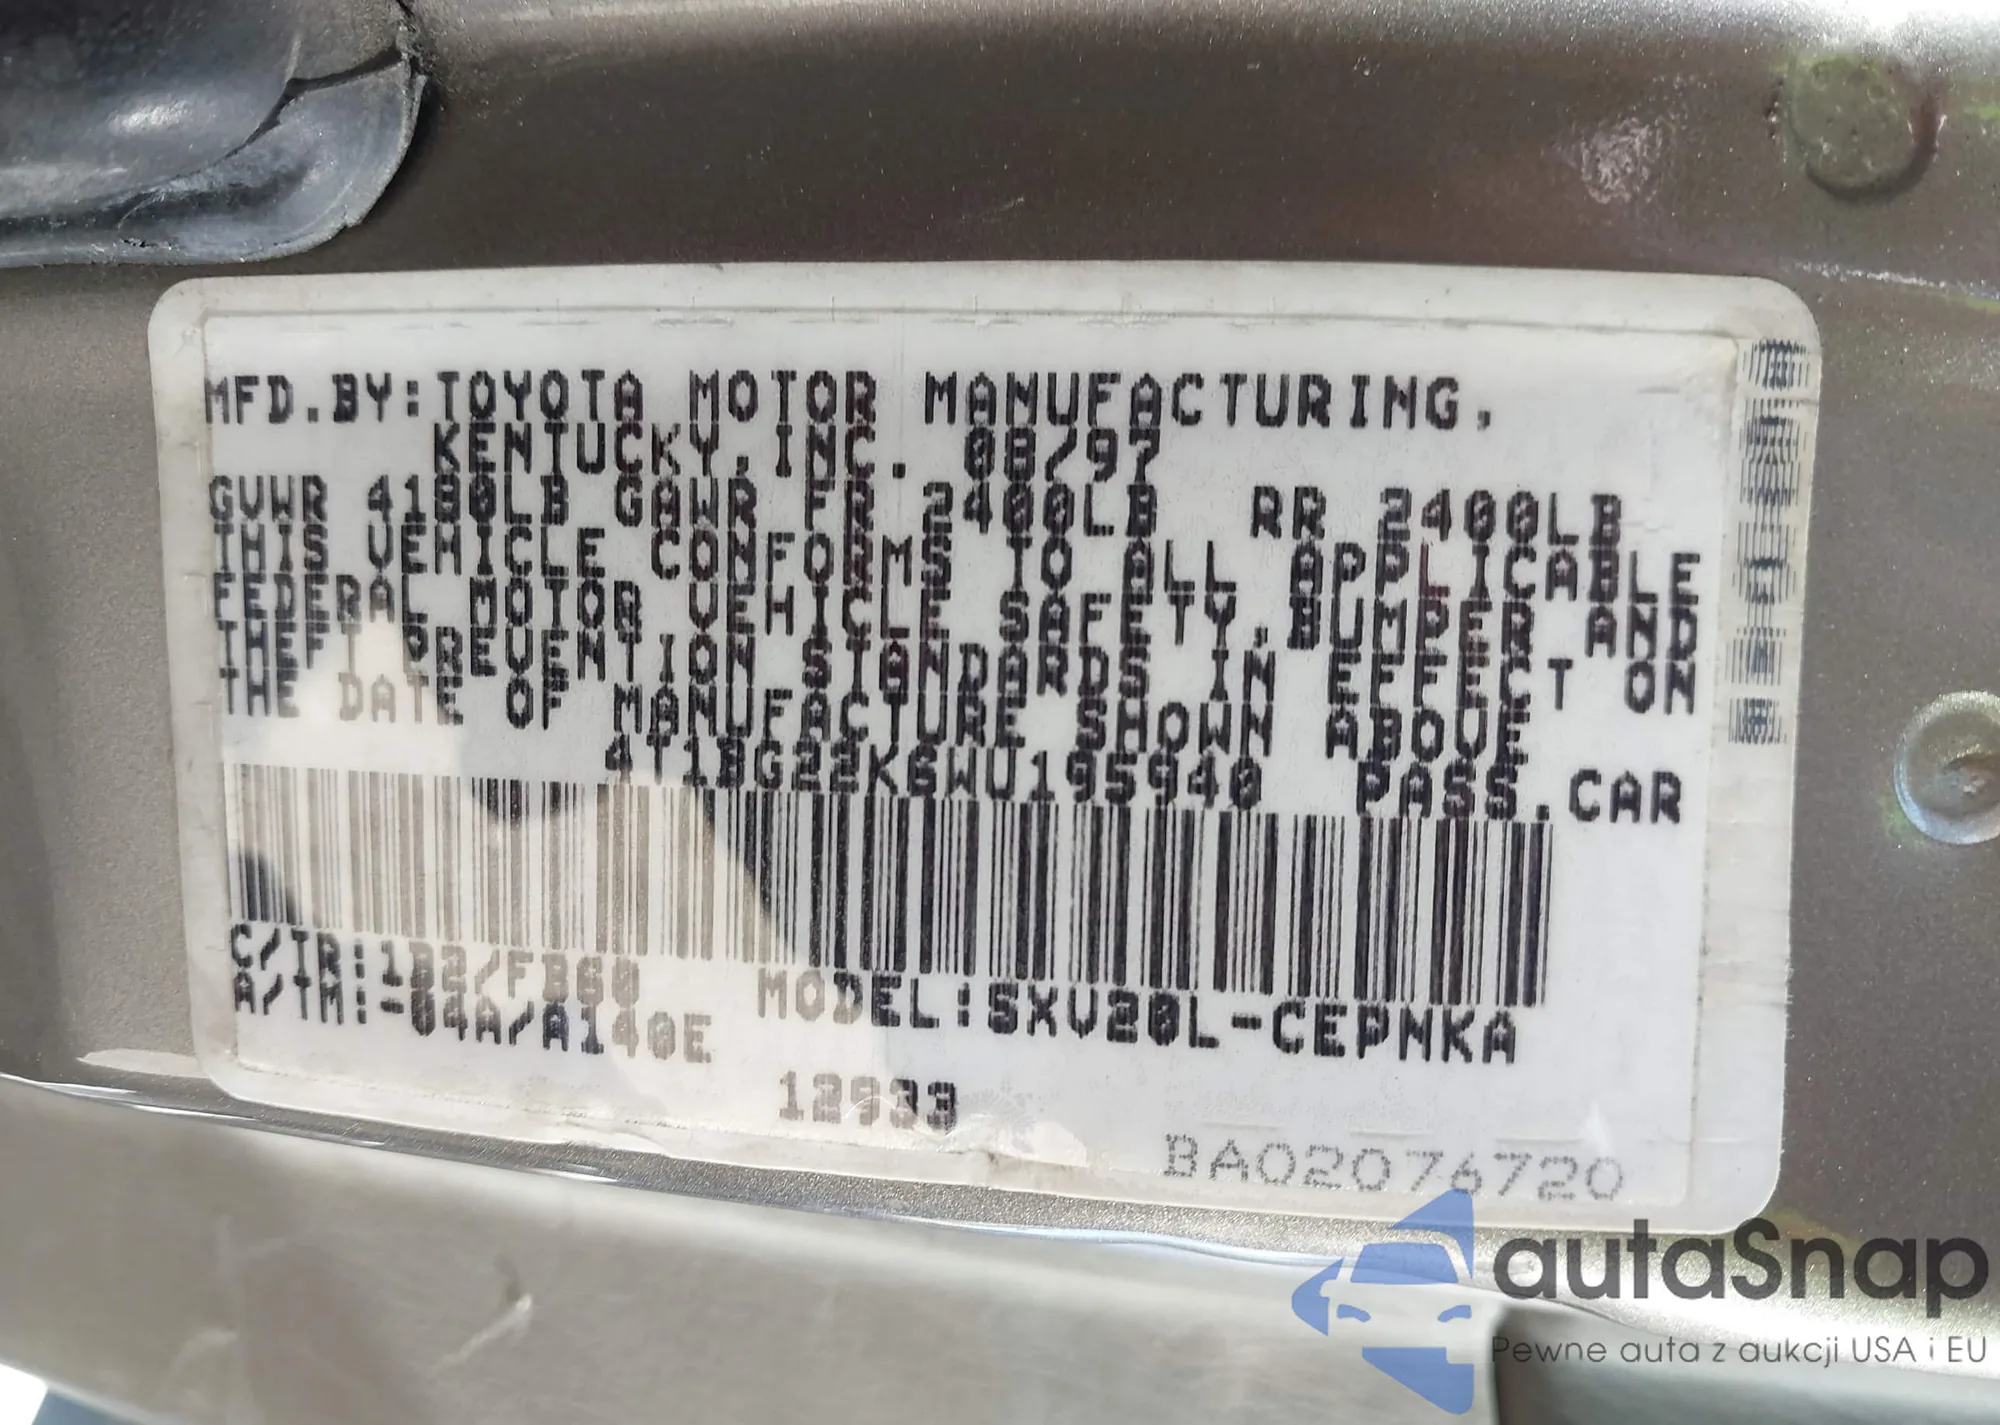 MFD.BY:TOYOTA MOTOR MANUFACTURING,
KENTUCKY,INC. 08/97
GVWR 4180LB GAWR FR 2400LB RR 2400LB
THIS VEHICLE CONFORMS TO ALL APPLICABLE
FEDERAL MOTOR VEHICLE SAFETY,BUMPER AND
THEFT PREVENTION STANDARDS IN EFFECT ON
THE DATE OF MANUFACTURE SHOWN ABOVE
4T1BG22K6WU195940 PASS.CAR
C/TR:1B2/FB60 MODEL:SXV20L-CEPNKA
A/TM:-04A/A140E
12933
BA02076720
autaSnap
Pewne auta z aukcji USA i EU